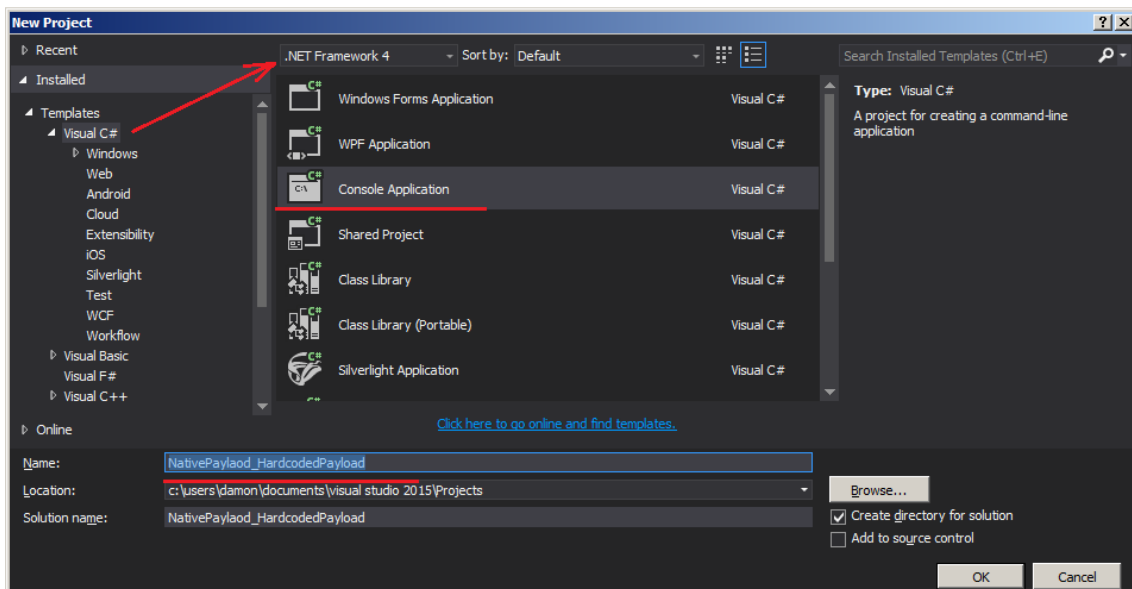 New Project
Recent
.NET Framework 4
Sort by: Default
Search Installed Templates (Ctrl+E)
Installed
Templates
Visual C#
Windows
Web
Android
Cloud
Extensibility
iOS
Silverlight
Test
WCF
Workflow
Visual Basic
Visual F#
Visual C++
Online
Windows Forms Application Visual C#
WPF Application Visual C#
Console Application Visual C#
Shared Project Visual C#
Class Library Visual C#
Class Library (Portable) Visual C#
Silverlight Application Visual C#
Click here to go online and find templates.
Type: Visual C#
A project for creating a command-line
application
Name: NativePaylaod_HardcodedPayload
Location: c:\users\damon\documents\visual studio 2015\Projects
Browse...
Solution name: NativePaylaod_HardcodedPayload
Create directory for solution
Add to source control
OK
Cancel